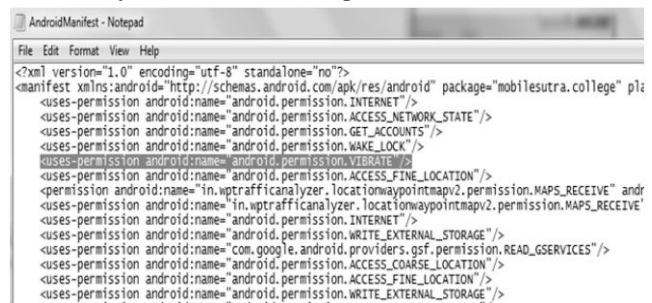 AndroidManifest - Notepad
File Edit Format View Help
<?xml version="1.0" encoding="utf-8" standalone="no"?>
<manifest xmlns:android="http://schemas.android.com/apk/res/android" package="mobilesutra.college" pla
<uses-permission android:name="android.permission.INTERNET"/>
<uses-permission android:name="android.permission.ACCESS_NETWORK_STATE"/>
<uses-permission android:name="android.permission.GET_ACCOUNTS"/>
<uses-permission android:name="android.permission.WAKE_LOCK"/>
<uses-permission android:name="android.permission.VIBRATE"/>
<uses-permission android:name="android.permission.ACCESS_FINE_LOCATION"/>
<permission android:name="in.wptrafficanalyzer.locationwaypointmapv2.permission.MAPS_RECEIVE" andr
<uses-permission android:name="in.wptrafficanalyzer.locationwaypointmapv2.permission.MAPS_RECEIVE"
<uses-permission android:name="android.permission.INTERNET"/>
<uses-permission android:name="android.permission.WRITE_EXTERNAL_STORAGE"/>
<uses-permission android:name="com.google.android.providers.gsf.permission.READ_GSERVICES"/>
<uses-permission android:name="android.permission.ACCESS_COARSE_LOCATION"/>
<uses-permission android:name="android.permission.ACCESS_FINE_LOCATION"/>
<uses-permission android:name="android.permission.WRITE_EXTERNAL_STORAGE"/>